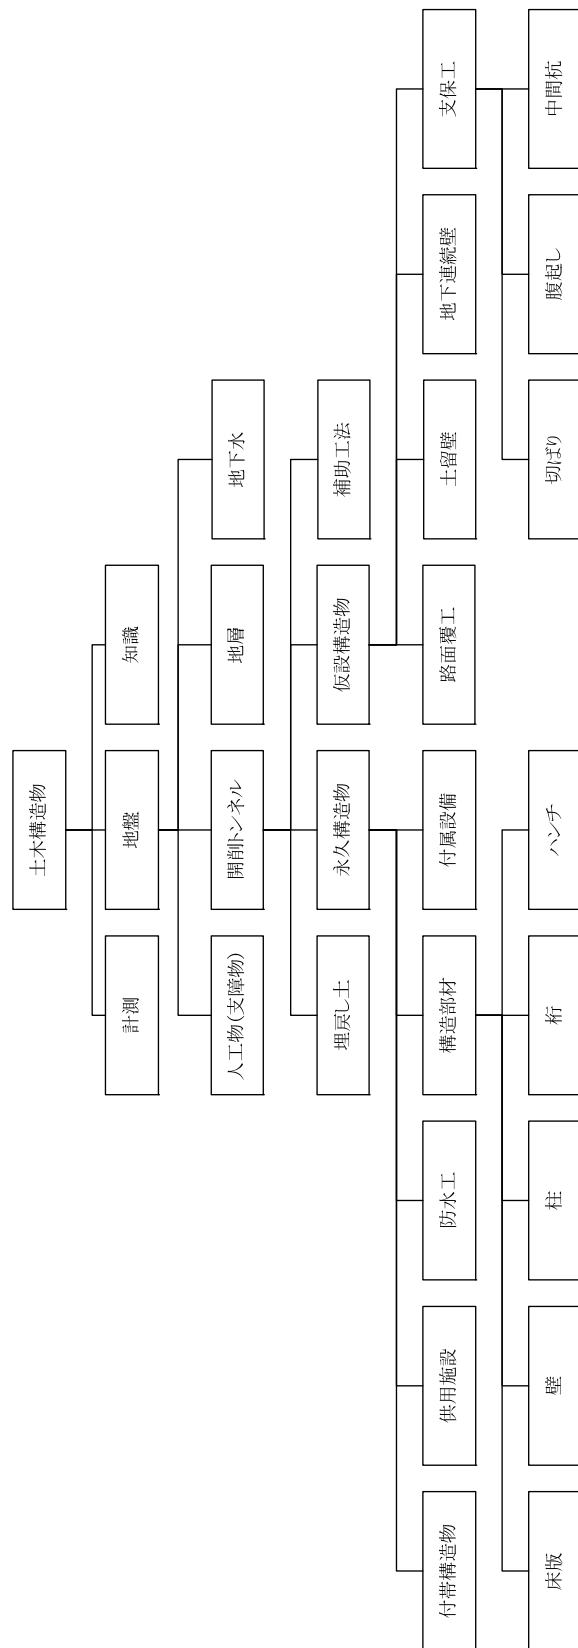 土木構造物
計測
地盤
知識
人工物(支障物)
開削トンネル
地層
地下水
埋戻し土
永久構造物
仮設構造物
補助工法
付帯構造物
供用施設
防水工
構造部材
付属設備
路面覆工
土留壁
地下連続壁
支保工
床版
壁
柱
桁
ハンチ
切ばり
腹起し
中間杭